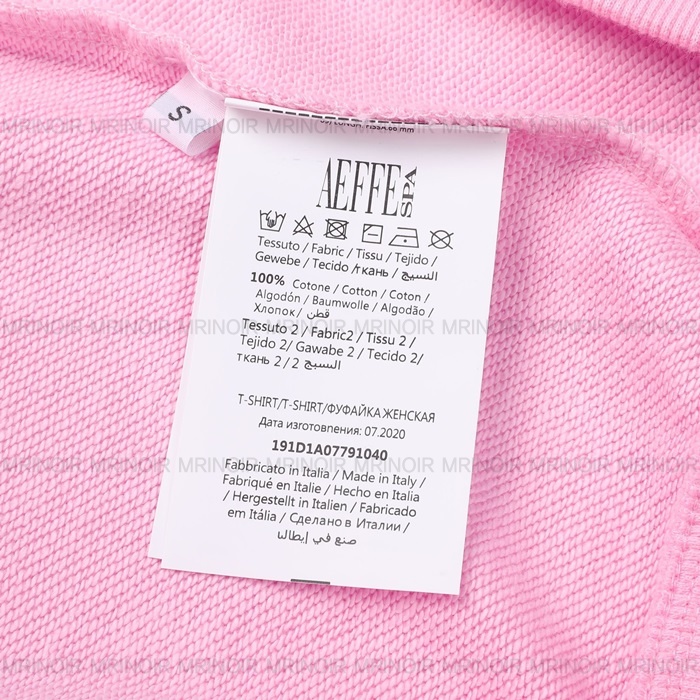 S
AEFFE SPA
Tessuto / Fabric / Tissu / Tejido /
Gewebe / Tecido /ткань / النسيج
100% Cotone / Cotton / Coton /
Algodón / Baumwolle / Algodão /
Хлопок/ قطن
Tessuto 2 / Fabric2 / Tissu 2 /
Tejido 2/ Gawabe 2 / Tecido 2/
ткань 2 / 2 النسيج
T-SHIRT/T-SHIRT/ФУФАЙКА ЖЕНСКАЯ
Дата изготовления: 07.2020
191D1A07791040
Fabbricato in Italia / Made in Italy /
Fabriqué en Italie / Hecho en Italia
/ Hergestellt in Italien / Fabricado
em Itália / Сделано в Италии /
صنع في إيطاليا
MRINOIR MRINOIR MRINOIR MRINOIR MRINOIR MRINOIR